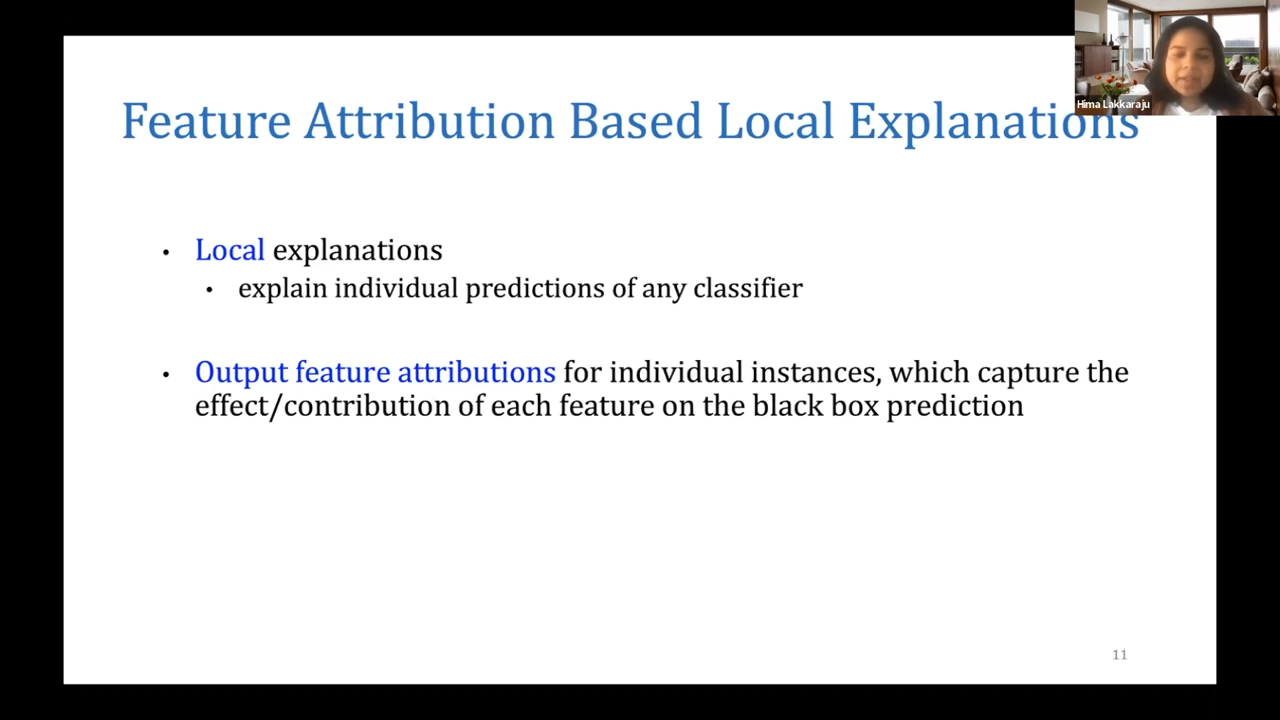 Hima Lakkaraju
Feature Attribution Based Local Explanations
• Local explanations
• explain individual predictions of any classifier
• Output feature attributions for individual instances, which capture the
effect/contribution of each feature on the black box prediction
11